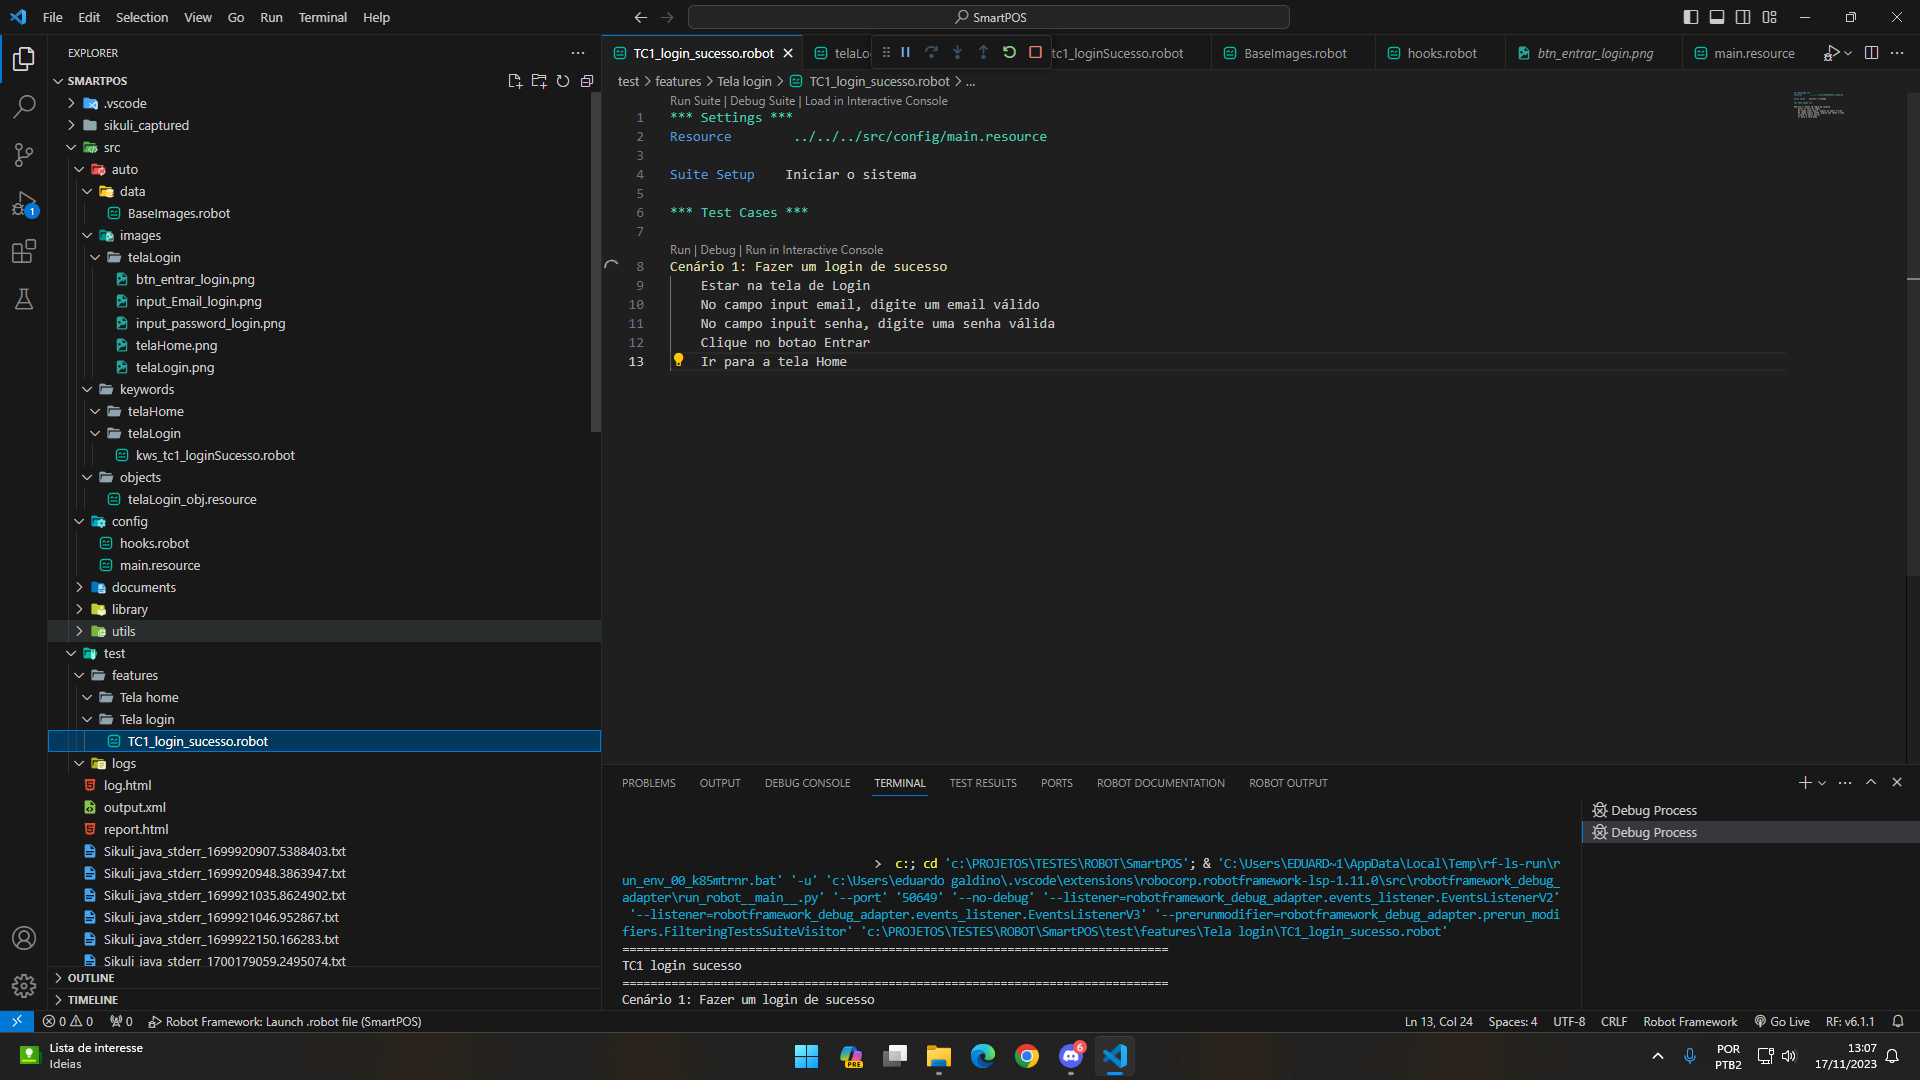 File Edit Selection View Go Run Terminal Help
SmartPOS
EXPLORER
SMARTPOS
.vscode
sikuli_captured
src
auto
data
BaseImages.robot
images
telaLogin
btn_entrar_login.png
input_Email_login.png
input_password_login.png
telaHome.png
telaLogin.png
keywords
telaHome
telaLogin
kws_tc1_loginSucesso.robot
objects
telaLogin_obj.resource
config
hooks.robot
main.resource
documents
library
utils
test
features
Tela home
Tela login
TC1_login_sucesso.robot
logs
log.html
output.xml
report.html
Sikuli_java_stderr_1699920907.5388403.txt
Sikuli_java_stderr_1699920948.3863947.txt
Sikuli_java_stderr_1699921035.8624902.txt
Sikuli_java_stderr_1699921046.952867.txt
Sikuli_java_stderr_1699922150.166283.txt
Sikuli_java_stderr_1700179059.2495074.txt
OUTLINE
TIMELINE
1
TC1_login_sucesso.robot telaLo tc1_loginSucesso.robot BaseImages.robot hooks.robot btn_entrar_login.png main.resource
test > features > Tela login > TC1_login_sucesso.robot > ...
Run Suite | Debug Suite | Load in Interactive Console
1 *** Settings ***
2 Resource ../../../src/config/main.resource
3
4 Suite Setup Iniciar o sistema
5
6 *** Test Cases ***
7
Run | Debug | Run in Interactive Console
8 Cenário 1: Fazer um login de sucesso
9 Estar na tela de Login
10 No campo input email, digite um email válido
11 No campo inpuit senha, digite uma senha válida
12 Clique no botao Entrar
13 Ir para a tela Home
PROBLEMS OUTPUT DEBUG CONSOLE TERMINAL TEST RESULTS PORTS ROBOT DOCUMENTATION ROBOT OUTPUT
Debug Process
Debug Process
> c:; cd 'c:\PROJETOS\TESTES\ROBOT\SmartPOS'; & 'C:\Users\EDUARD~1\AppData\Local\Temp\rf-ls-run\r
un_env_00_k85mtrnr.bat' '-u' 'c:\Users\eduardo galdino\.vscode\extensions\robocorp.robotframework-lsp-1.11.0\src\robotframework_debug_
adapter\run_robot__main__.py' '--port' '50649' '--no-debug' '--listener=robotframework_debug_adapter.events_listener.EventsListenerV2'
'--listener=robotframework_debug_adapter.events_listener.EventsListenerV3' '--prerunmodifier=robotframework_debug_adapter.prerun_modi
fiers.FilteringTestsSuiteVisitor' 'c:\PROJETOS\TESTES\ROBOT\SmartPOS\test\features\Tela login\TC1_login_sucesso.robot'
==============================================================================
TC1 login sucesso
==============================================================================
Cenário 1: Fazer um login de sucesso
0 0 0 Robot Framework: Launch .robot file (SmartPOS)
Ln 13, Col 24 Spaces: 4 UTF-8 CRLF Robot Framework Go Live RF: v6.1.1
Lista de interesse
Ideias
PRE
6
POR
PTB2
13:07
17/11/2023